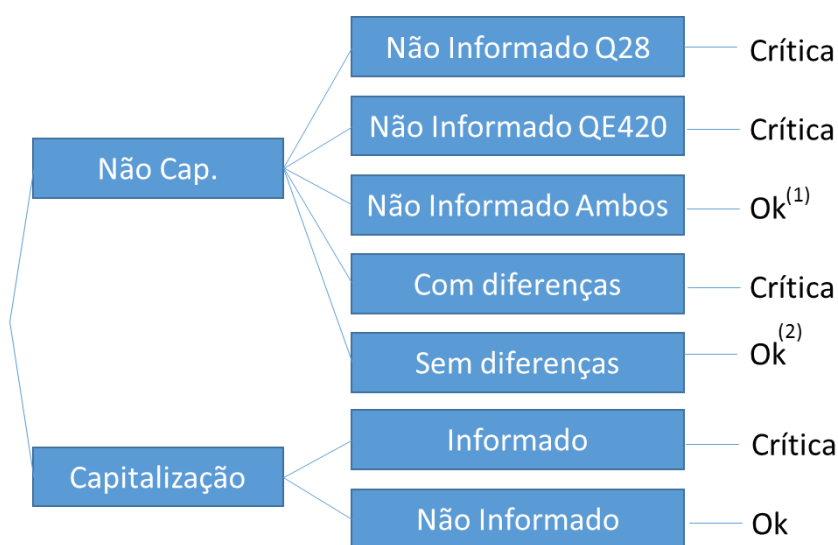 Não Informado Q28
Crítica
Não Informado QE420
Crítica
Não Cap.
Não Informado Ambos
Ok(1)
Com diferenças
Crítica
Sem diferenças
Ok(2)
Informado
Crítica
Capitalização
Não Informado
Ok